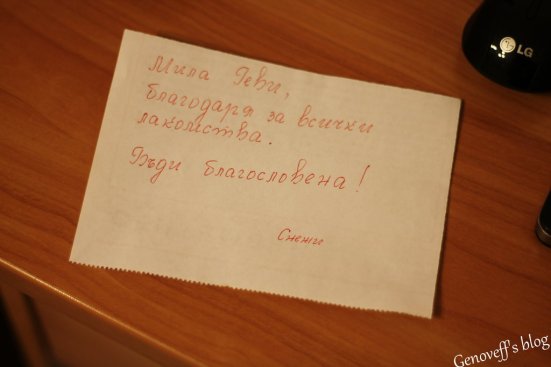 Мила Геви,
благодаря за всички
лакомства.
Бъди благословена!
Снежи
LG
Genoveff's blog